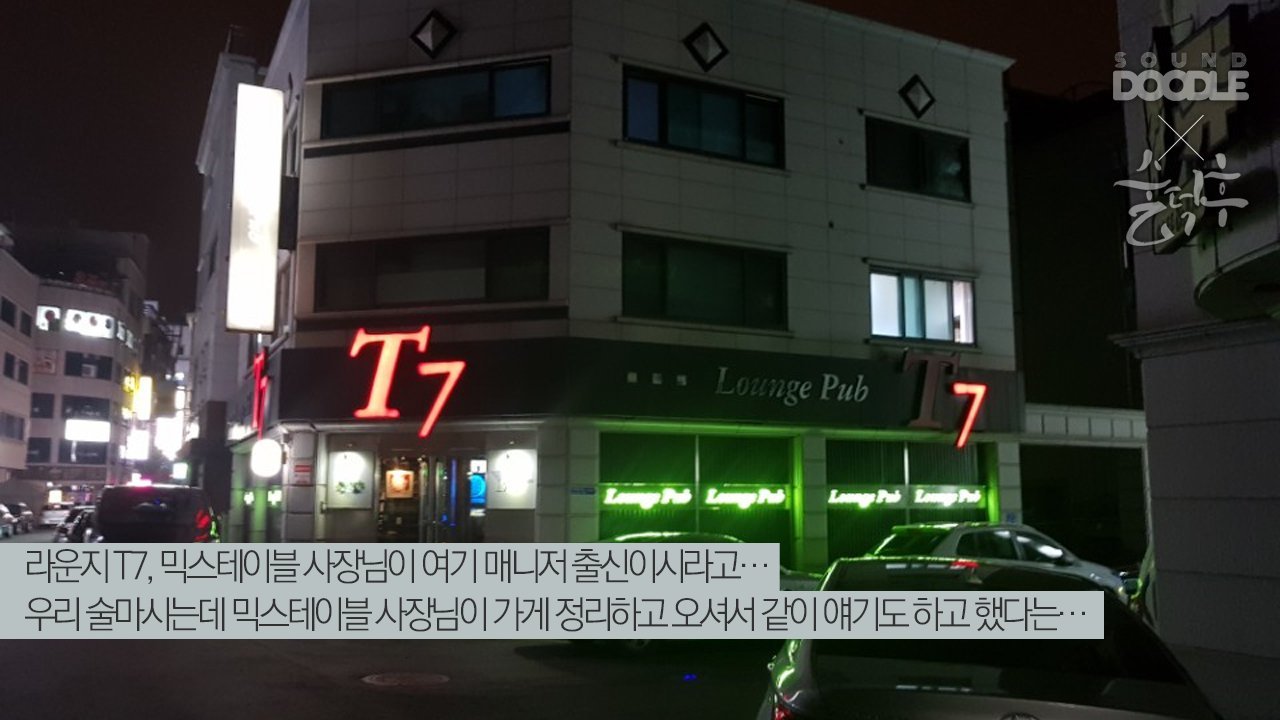 SOUND
DOODLE
술덕후
T7
Lounge Pub
T7
Lounge Pub
Lounge Pub
Lounge Pub
Lounge Pub
라운지 T7, 믹스테이블 사장님이 여기 매니저 출신이시라고…
우리 술마시는데 믹스테이블 사장님이 가게 정리하고 오셔서 같이 얘기도 하고 했다는…